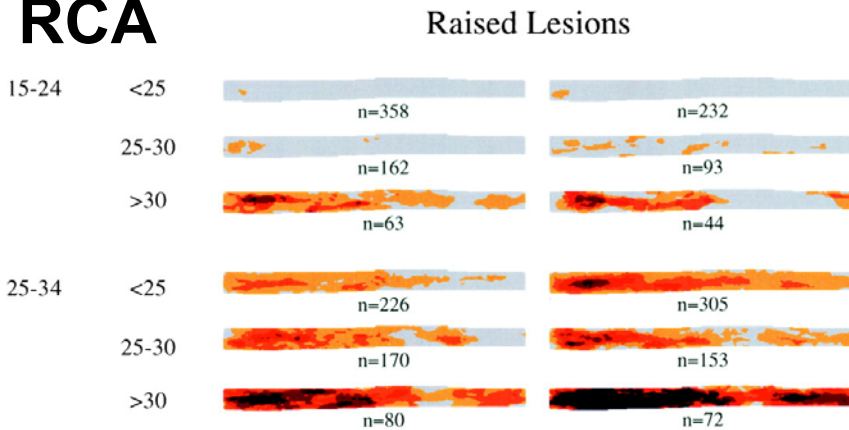 RCA
Raised Lesions
15-24 <25
n=358 n=232
25-30
n=162 n=93
>30
n=63 n=44
25-34 <25
n=226 n=305
25-30
n=170 n=153
>30
n=80 n=72